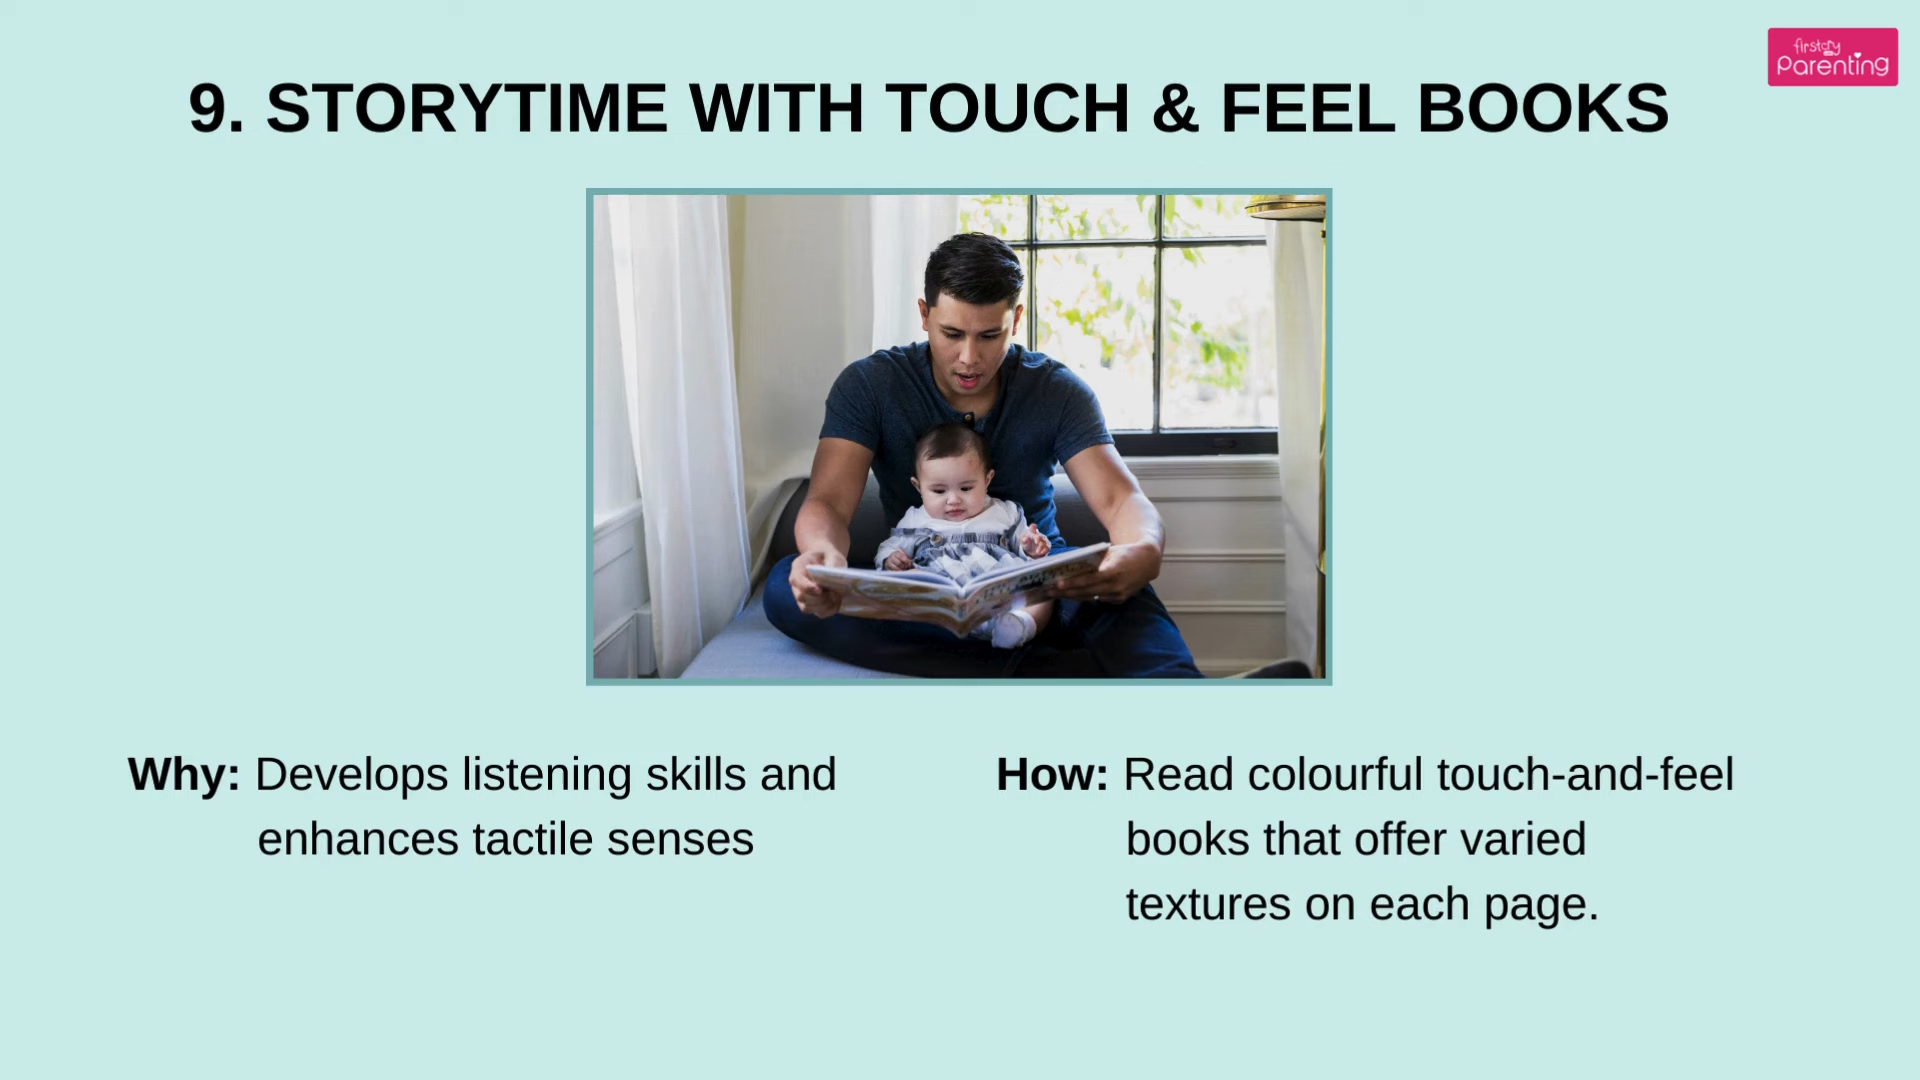 firstcry
Parenting
9. STORYTIME WITH TOUCH & FEEL BOOKS
Why: Develops listening skills and
enhances tactile senses
How: Read colourful touch-and-feel
books that offer varied
textures on each page.